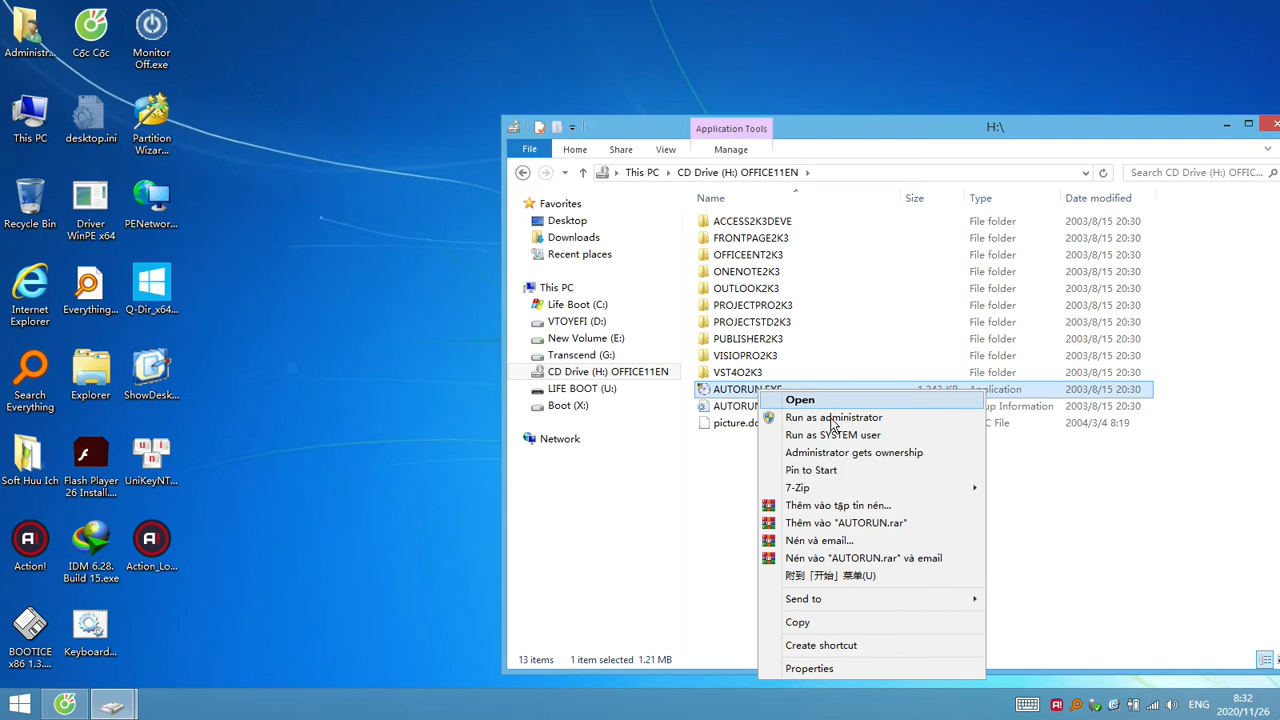 Administr...
Cốc Cốc
Monitor
Off.exe
This PC
desktop.ini
Partition
Wizar...
Recycle Bin
Driver
WinPE x64
PENetwor...
Internet
Explorer
Everything...
Q-Dir_x64...
Search
Everything
Explorer
ShowDesk...
Soft Huu Ich
Flash Player
26 Install....
UniKeyNT...
Action!
IDM 6.28.
Build 15.exe
Action_Lo...
BOOTICE
x86 1.3....
Keyboard...
Application Tools
H:\
File
Home
Share
View
Manage
This PC
CD Drive (H:) OFFICE11EN
Search CD Drive (H:) OFFIC...
Favorites
Desktop
Downloads
Recent places
This PC
Life Boot (C:)
VTOYEFI (D:)
New Volume (E:)
Transcend (G:)
CD Drive (H:) OFFICE11EN
LIFE BOOT (U:)
Boot (X:)
Network
Name Size Type Date modified
ACCESS2K3DEVE File folder 2003/8/15 20:30
FRONTPAGE2K3 File folder 2003/8/15 20:30
OFFICEENT2K3 File folder 2003/8/15 20:30
ONENOTE2K3 File folder 2003/8/15 20:30
OUTLOOK2K3 File folder 2003/8/15 20:30
PROJECTPRO2K3 File folder 2003/8/15 20:30
PROJECTSTD2K3 File folder 2003/8/15 20:30
PUBLISHER2K3 File folder 2003/8/15 20:30
VISIOPRO2K3 File folder 2003/8/15 20:30
VST4O2K3 File folder 2003/8/15 20:30
AUTORUN.EXE 1,243 KB Application 2003/8/15 20:30
AUTORUN up Information 2003/8/15 20:30
picture.do C File 2004/3/4 8:19
Open
Run as administrator
Run as SYSTEM user
Administrator gets ownership
Pin to Start
7-Zip
Thêm vào tập tin nén...
Thêm vào "AUTORUN.rar"
Nén và email...
Nén vào "AUTORUN.rar" và email
附到「开始」菜单(U)
Send to
Copy
Create shortcut
Properties
13 items 1 item selected 1.21 MB
ENG
8:32
2020/11/26